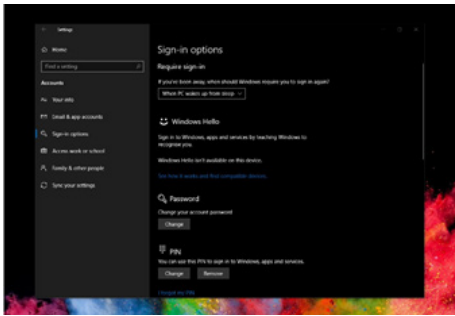 Settings
Home
Find a setting
Accounts
Your info
Email & app accounts
Sign-in options
Access work or school
Family & other people
Sync your settings
Sign-in options
Require sign-in
If you've been away, when should Windows require you to sign in again?
When PC wakes up from sleep
Windows Hello
Sign in to Windows, apps and services by teaching Windows to
recognise you.
Windows Hello isn't available on this device.
See how it works and find compatible devices.
Password
Change your account password
Change
PIN
You can use this PIN to sign in to Windows, apps and services.
Change Remove
I forgot my PIN